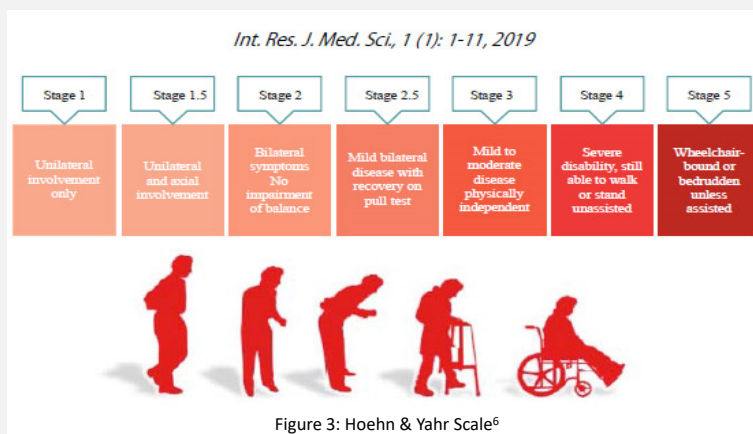 Int. Res. J. Med. Sci., 1 (1): 1-11, 2019
Stage 1
Stage 1.5
Stage 2
Stage 2.5
Stage 3
Stage 4
Stage 5
Unilateral
involvement
only
Unilateral
and axial
involvement
Bilateral
symptoms
No
impairment
of balance
Mild bilateral
disease with
recovery on
pull test
Mild to
moderate
disease
physically
independent
Severe
disability, still
able to walk
or stand
unassisted
Wheelchair-
bound or
bedrudden
unless
assisted
Figure 3: Hoehn & Yahr Scale⁶